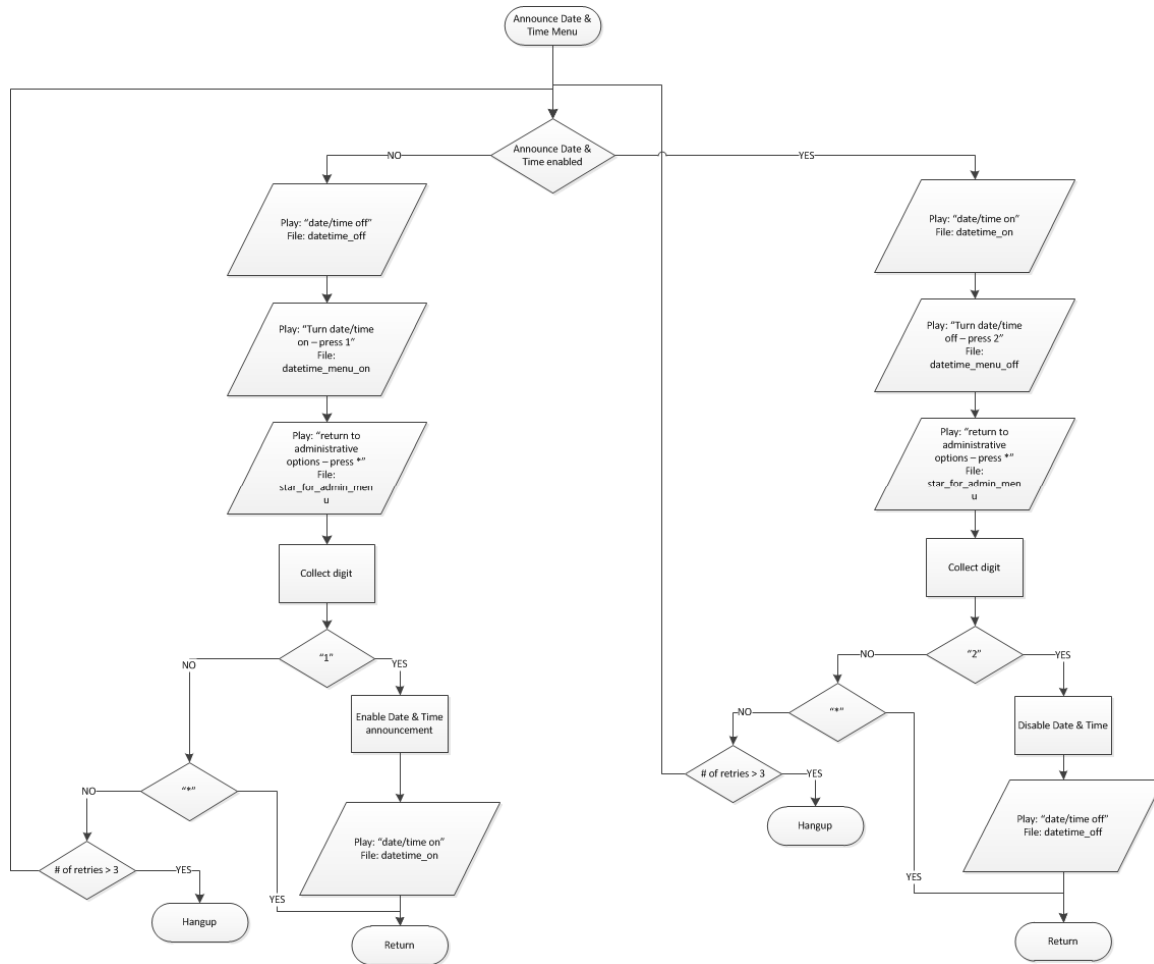 Announce Date &
Time Menu
Announce Date &
Time enabled
NO
YES
Play: “date/time off”
File: datetime_off
Play: “Turn date/time
on – press 1”
File:
datetime_menu_on
Play: “return to
administrative
options – press *”
File:
star_for_admin_men
u
Collect digit
“1”
NO
YES
Enable Date & Time
announcement
“*”
NO
YES
Play: “date/time on”
File: datetime_on
# of retries > 3
YES
Hangup
Return
Play: “date/time on”
File: datetime_on
Play: “Turn date/time
off – press 2”
File:
datetime_menu_off
Play: “return to
administrative
options – press *”
File:
star_for_admin_men
u
Collect digit
“2”
NO
YES
Disable Date & Time
“*”
NO
YES
# of retries > 3
YES
Hangup
Play: “date/time off”
File: datetime_off
Return